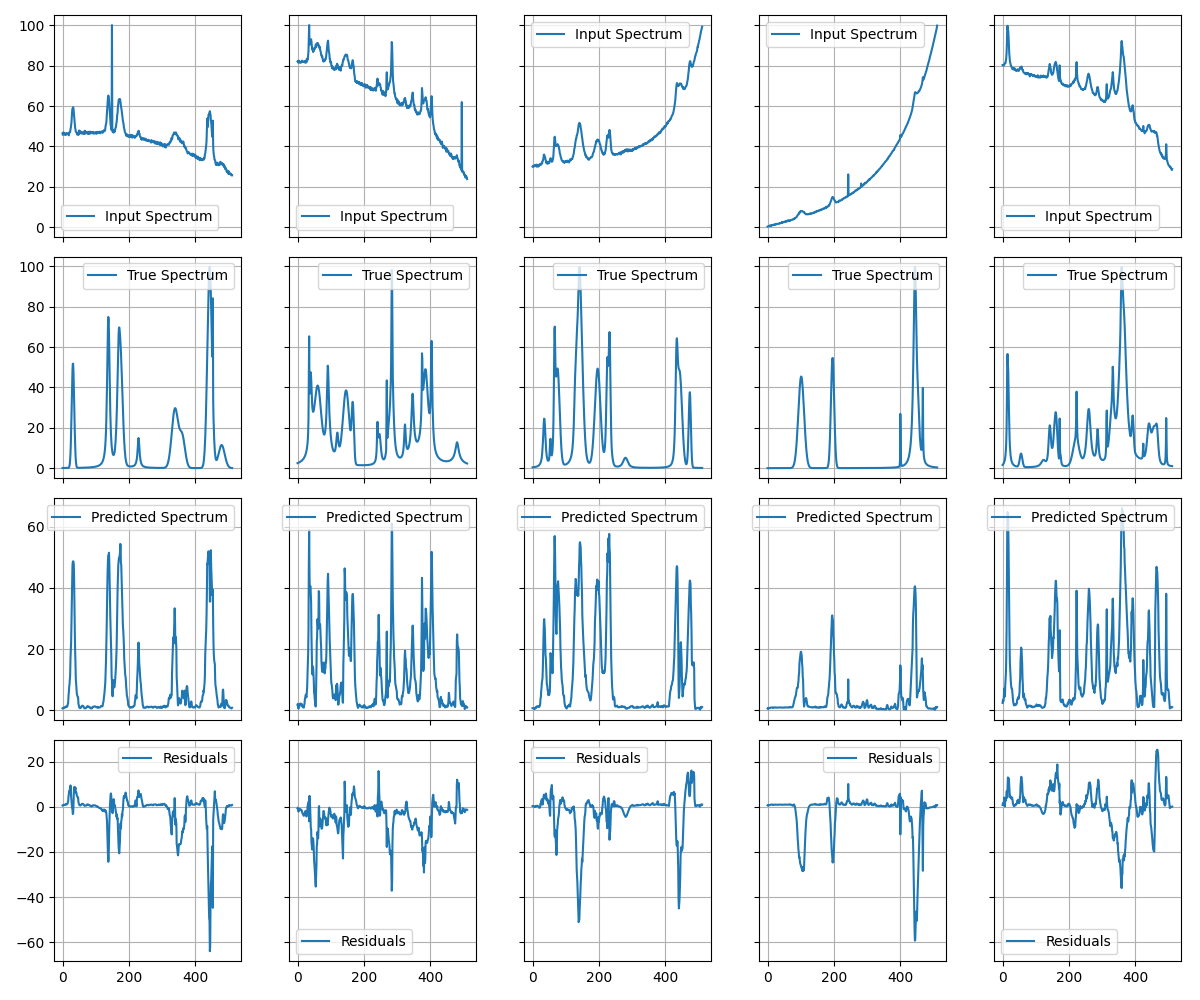 100
80
60
40
20
0
Input Spectrum
Input Spectrum
Input Spectrum
Input Spectrum
Input Spectrum
0 200 400
0 200 400
0 200 400
0 200 400
0 200 400
100
80
60
40
20
0
True Spectrum
True Spectrum
True Spectrum
True Spectrum
True Spectrum
60
40
20
0
Predicted Spectrum
Predicted Spectrum
Predicted Spectrum
Predicted Spectrum
Predicted Spectrum
20
0
−20
−40
−60
Residuals
Residuals
Residuals
Residuals
Residuals